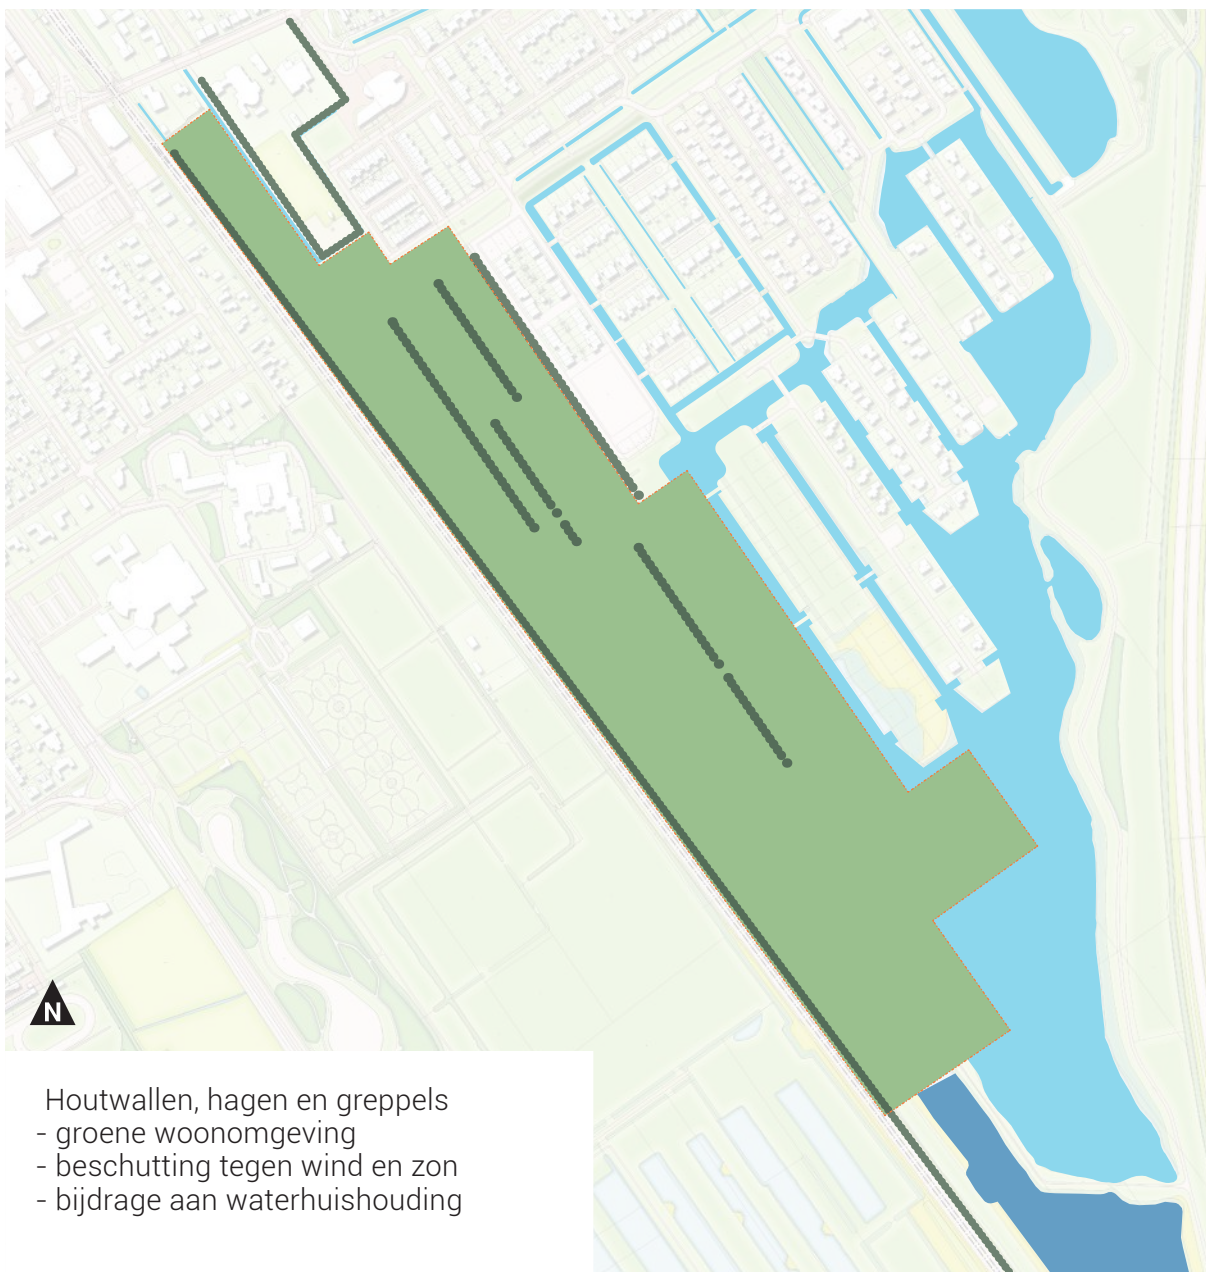 N
Houtwallen, hagen en greppels
- groene woonomgeving
- beschutting tegen wind en zon
- bijdrage aan waterhuishouding